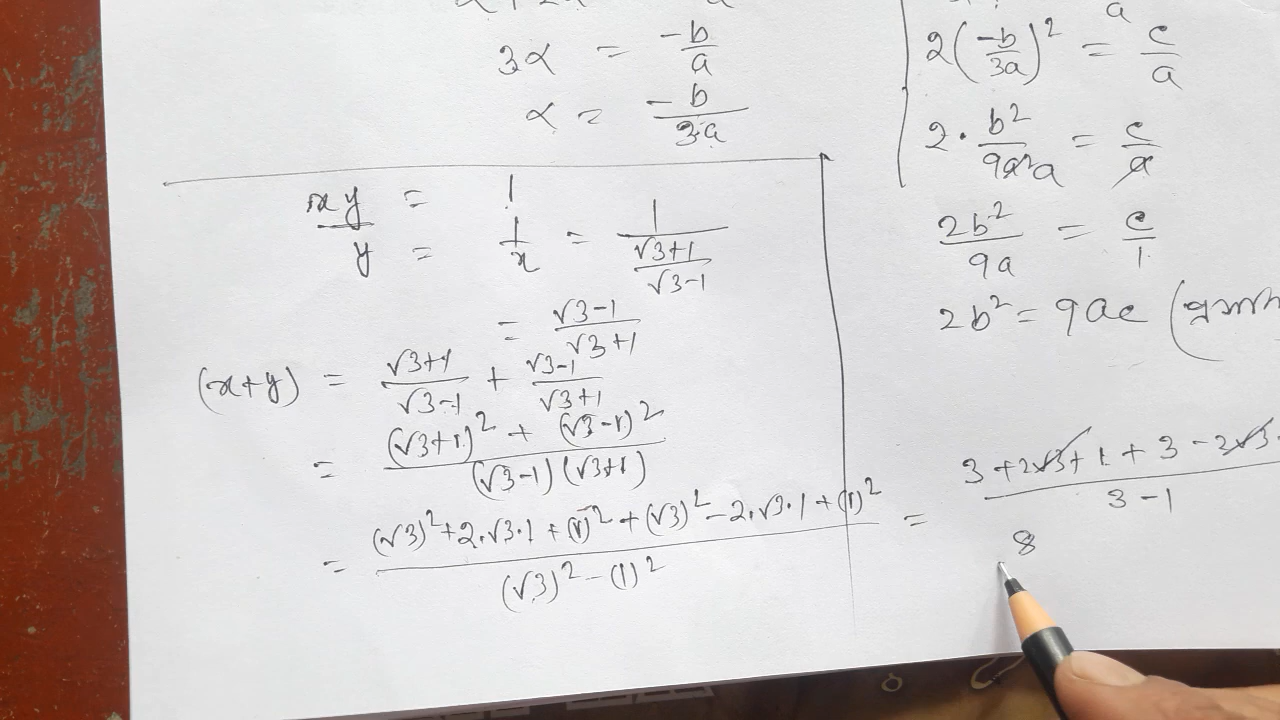 3α = -b/a
α = -b/3a
xy = 1
y = 1/x = 1/((√3+1)/(√3-1))
= (√3-1)/(√3+1)
(x+y) = (√3+1)/(√3-1) + (√3-1)/(√3+1)
= ((√3+1)² + (√3-1)²)/((√3-1)(√3+1))
= ((√3)²+2.√3.1+(1)²+(√3)²-2.√3.1+(1)²)/((√3)²-(1)²)
2(-b/3a)² = c/a
2·b²/9a²a = c/a
2b²/9a = c/1
2b² = 9ac (
= (3+2√3+1+3-2√3)/(3-1)
8